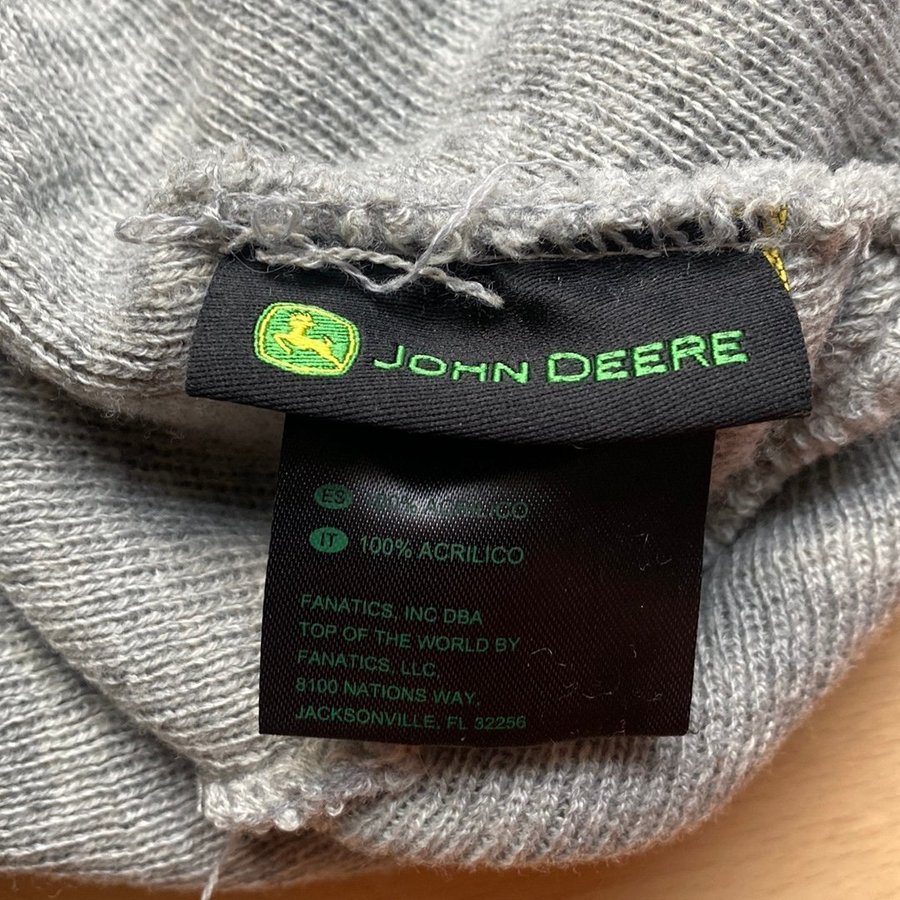 JOHN DEERE
ES ACRILICO
IT 100% ACRILICO
FANATICS, INC DBA
TOP OF THE WORLD BY
FANATICS, LLC,
8100 NATIONS WAY,
JACKSONVILLE, FL 32256